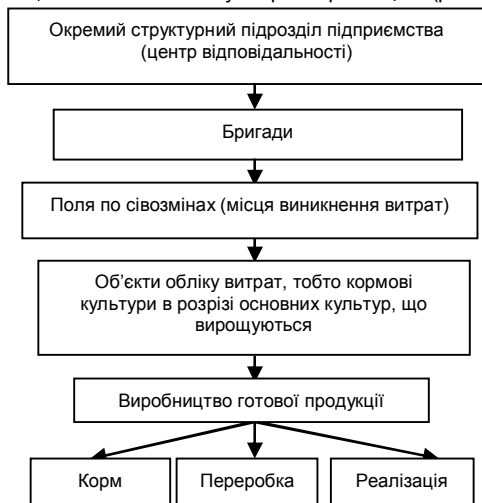 Окремий структурний підрозділ підприємства
(центр відповідальності)
Бригади
Поля по сівозмінах (місця виникнення витрат)
Об’єкти обліку витрат, тобто кормові
культури в розрізі основних культур, що
вирощуються
Виробництво готової продукції
Корм
Переробка
Реалізація